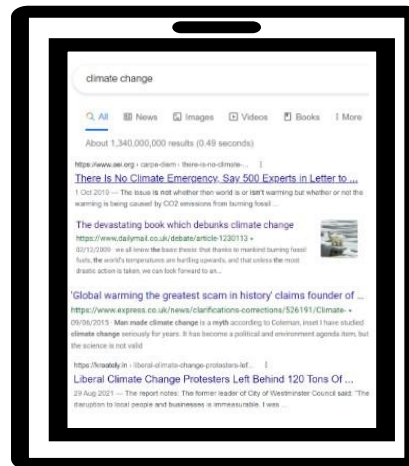 climate change
All News Images Videos Books More
About 1,340,000,000 results (0.49 seconds)
https://www.aei.org › carpe-diem › there-is-no-climate-...
There Is No Climate Emergency, Say 500 Experts in Letter to ...
1 Oct 2019 — The issue is not whether then world is or isn't warming but whether or not the
warming is being caused by CO2 emissions from burning fossil ...
The devastating book which debunks climate change
https://www.dailymail.co.uk/debate/article-1230113
02/12/2009 · we all know the basic thesis: that thanks to mankind burning fossil
fuels, the world's temperatures are hurtling upwards, and that unless the most
drastic action is taken, we can look forward to an...
'Global warming the greatest scam in history' claims founder of ...
https://www.express.co.uk/news/clarifications-corrections/526191/Climate-
09/06/2015 · Man made climate change is a myth according to Coleman, inset I have studied
climate change seriously for years. It has become a political and environment agenda item, but
the science is not valid
https://kreately.in › liberal-climate-change-protesters-lef...
Liberal Climate Change Protesters Left Behind 120 Tons Of ...
29 Aug 2021 — The report notes: The former leader of City of Westminster Council said: "The
disruption to local people and businesses is immeasurable. I was ...